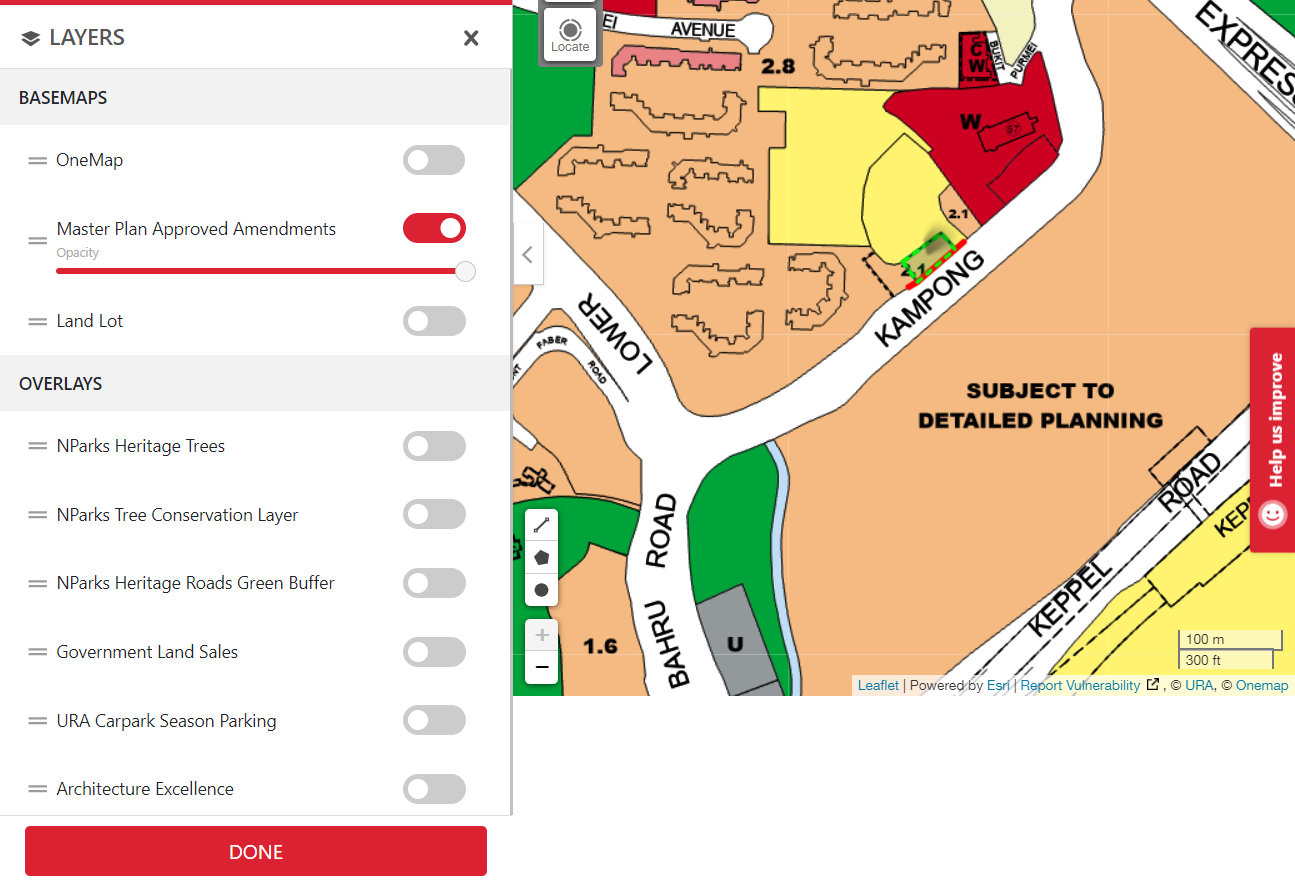 LAYERS
BASEMAPS
OneMap
Master Plan Approved Amendments
Opacity
Land Lot
OVERLAYS
NParks Heritage Trees
NParks Tree Conservation Layer
NParks Heritage Roads Green Buffer
Government Land Sales
URA Carpark Season Parking
Architecture Excellence
DONE
Locate
EI
AVENUE
2.8
C
W
BUKIT
PURMEI
EXPRESS
W
57
2.1
2.1
KAMPONG
LOWER
FABER
ROAD
NT
SUBJECT TO
DETAILED PLANNING
ROAD
KEPPEL
KEPP
ROAD
BAHRU
1.6
U
Help us improve
100 m
300 ft
Leaflet | Powered by Esri | Report Vulnerability , © URA, © Onemap